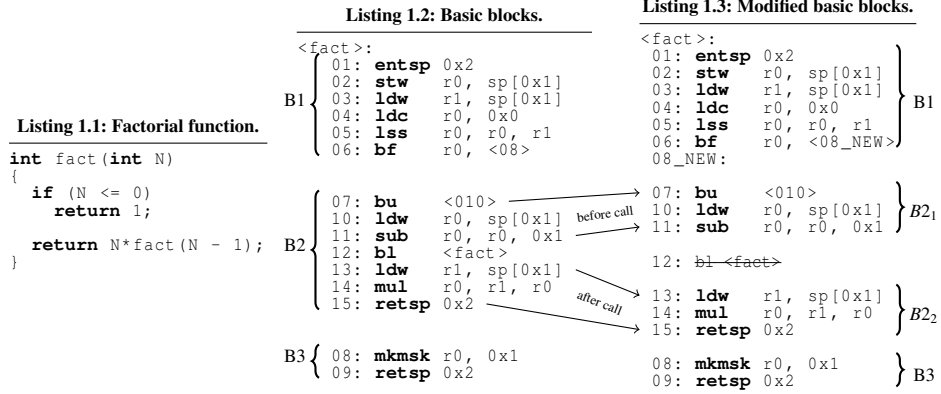 Listing 1.1: Factorial function.
int fact(int N)
{
if (N <= 0)
return 1;
return N*fact(N - 1);
}
Listing 1.2: Basic blocks.
<fact>:
B1
01: entsp 0x2
02: stw r0, sp[0x1]
03: ldw r1, sp[0x1]
04: ldc r0, 0x0
05: lss r0, r0, r1
06: bf r0, <08>
B2
07: bu <010>
10: ldw r0, sp[0x1]
11: sub r0, r0, 0x1
12: bl <fact>
13: ldw r1, sp[0x1]
14: mul r0, r1, r0
15: retsp 0x2
B3
08: mkmsk r0, 0x1
09: retsp 0x2
before call
after call
Listing 1.3: Modified basic blocks.
<fact>:
01: entsp 0x2
02: stw r0, sp[0x1]
03: ldw r1, sp[0x1]
04: ldc r0, 0x0
05: lss r0, r0, r1
06: bf r0, <08_NEW>
08_NEW:
B1
07: bu <010>
10: ldw r0, sp[0x1]
11: sub r0, r0, 0x1
B2₁
12: bl <fact>
13: ldw r1, sp[0x1]
14: mul r0, r1, r0
15: retsp 0x2
B2₂
08: mkmsk r0, 0x1
09: retsp 0x2
B3